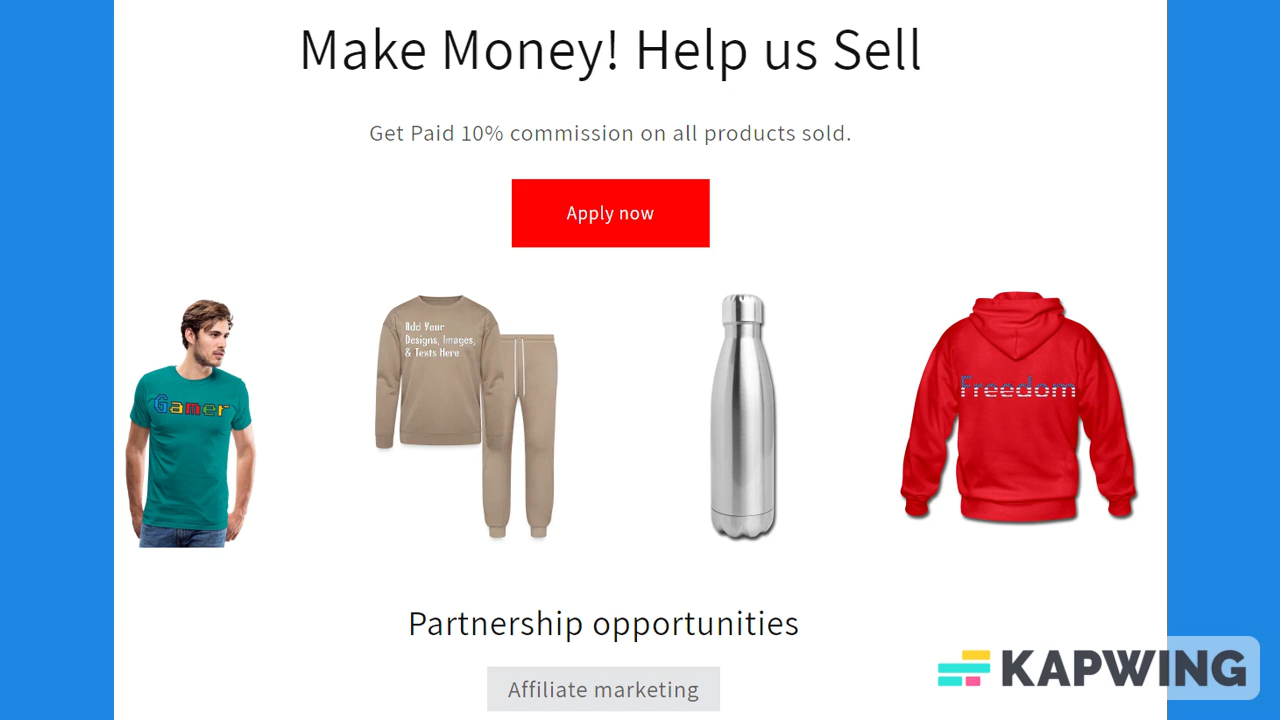 Make Money! Help us Sell
Get Paid 10% commission on all products sold.
Apply now
Gamer
Add Your
Designs, Images,
& Texts Here
Freedom
Partnership opportunities
Affiliate marketing
KAPWING